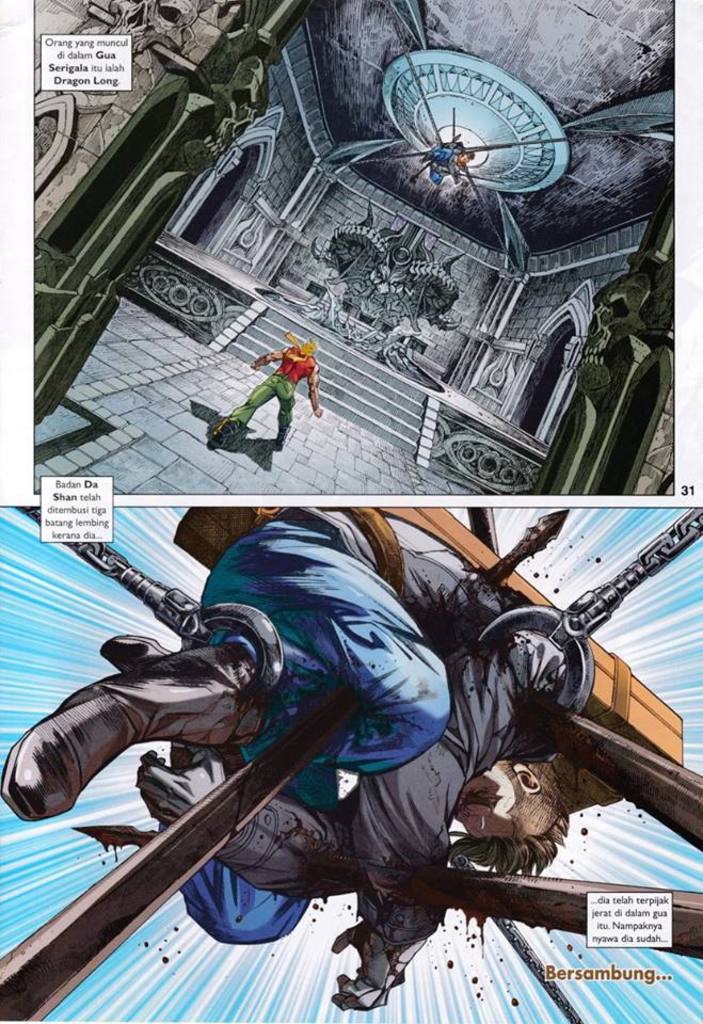 Orang yang muncul
di dalam Gua
Serigala itu ialah
Dragon Long.
31
Badan Da
Shan telah
ditembusi tiga
batang lembing
kerana dia...
...dia telah terpijak
jerat di dalam gua
itu. Nampaknya
nyawa dia sudah...
Bersambung...